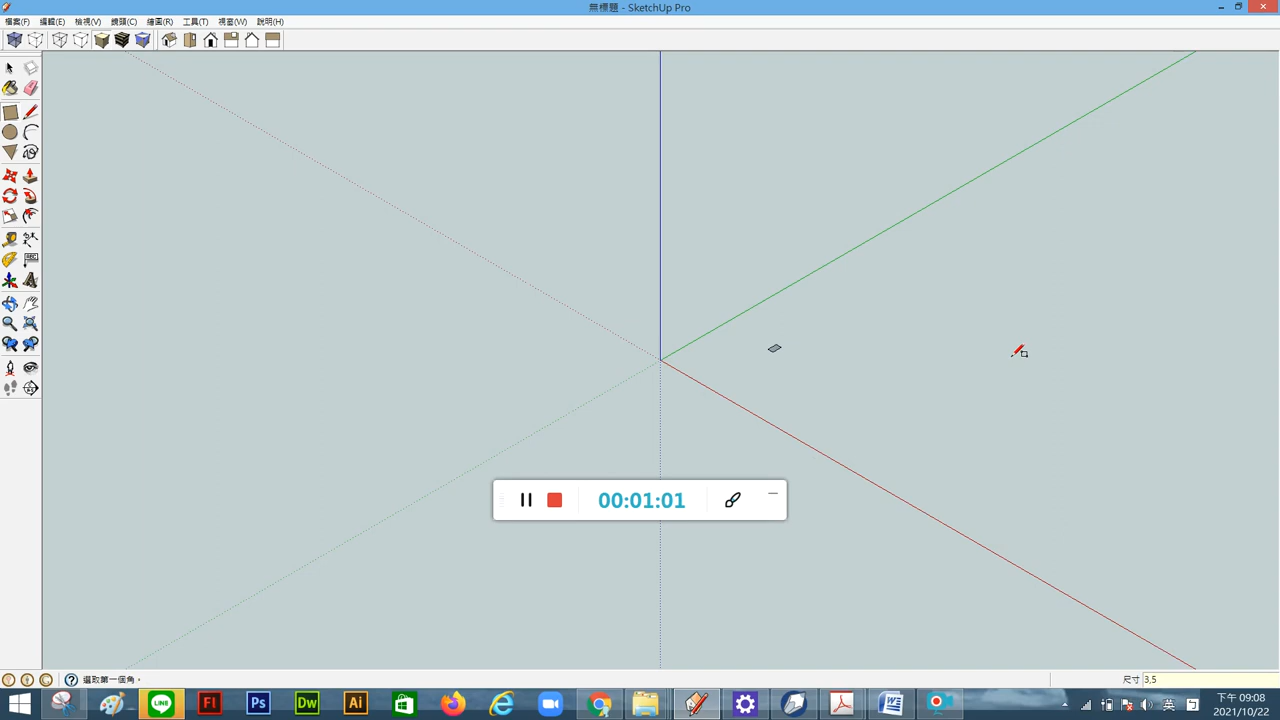 無標題 - SketchUp Pro
檔案(F) 編輯(E) 檢視(V) 鏡頭(C) 繪圖(R) 工具(T) 視窗(W) 說明(H)
ABC
00:01:01
選取第一個角。
尺寸 3,5
LINE
Fl
Ps
Dw
Ai
英
下午 09:08
2021/10/22